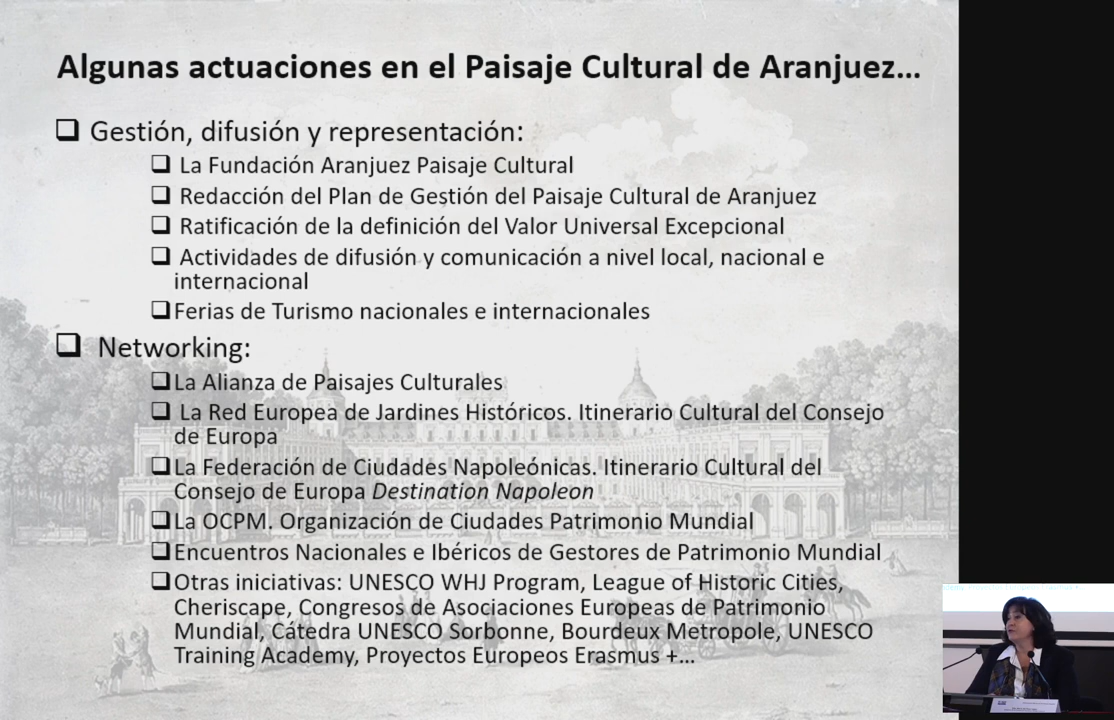 Algunas actuaciones en el Paisaje Cultural de Aranjuez...
Gestión, difusión y representación:
La Fundación Aranjuez Paisaje Cultural
Redacción del Plan de Gestión del Paisaje Cultural de Aranjuez
Ratificación de la definición del Valor Universal Excepcional
Actividades de difusión y comunicación a nivel local, nacional e
internacional
Ferias de Turismo nacionales e internacionales
Networking:
La Alianza de Paisajes Culturales
La Red Europea de Jardines Históricos. Itinerario Cultural del Consejo
de Europa
La Federación de Ciudades Napoleónicas. Itinerario Cultural del
Consejo de Europa Destination Napoleon
La OCPM. Organización de Ciudades Patrimonio Mundial
Encuentros Nacionales e Ibéricos de Gestores de Patrimonio Mundial
Otras iniciativas: UNESCO WHJ Program, League of Historic Cities,
Cheriscape, Congresos de Asociaciones Europeas de Patrimonio
Mundial, Cátedra UNESCO Sorbonne, Bourdeux Metropole, UNESCO
Training Academy, Proyectos Europeos Erasmus +...